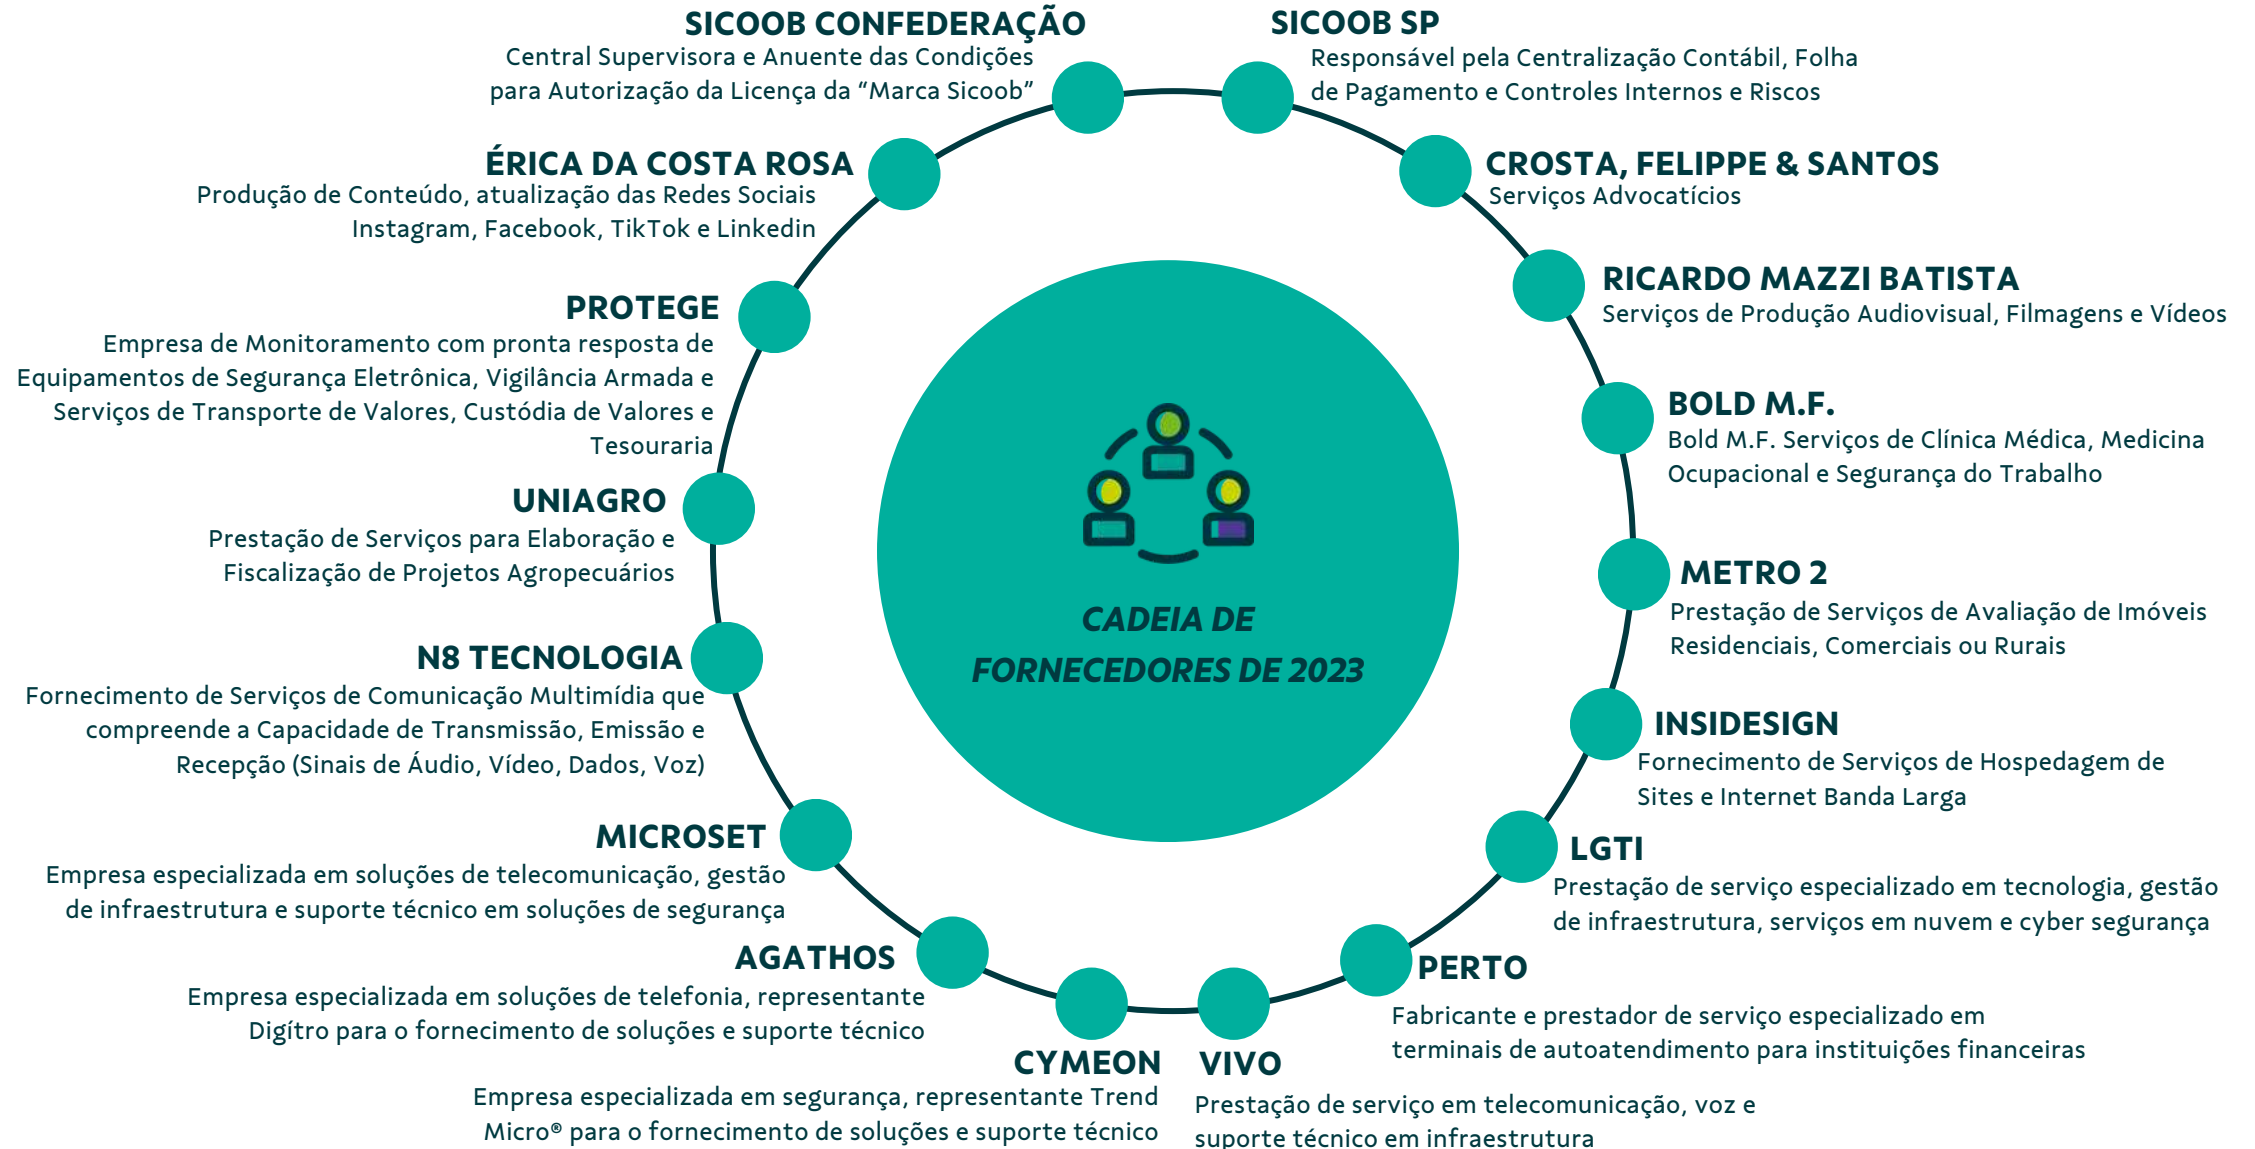 SICOOB CONFEDERAÇÃO
Central Supervisora e Anuente das Condições
para Autorização da Licença da “Marca Sicoob”
SICOOB SP
Responsável pela Centralização Contábil, Folha
de Pagamento e Controles Internos e Riscos
ÉRICA DA COSTA ROSA
Produção de Conteúdo, atualização das Redes Sociais
Instagram, Facebook, TikTok e Linkedin
CROSTA, FELIPPE & SANTOS
Serviços Advocatícios
RICARDO MAZZI BATISTA
Serviços de Produção Audiovisual, Filmagens e Vídeos
PROTEGE
Empresa de Monitoramento com pronta resposta de
Equipamentos de Segurança Eletrônica, Vigilância Armada e
Serviços de Transporte de Valores, Custódia de Valores e
Tesouraria
BOLD M.F.
Bold M.F. Serviços de Clínica Médica, Medicina
Ocupacional e Segurança do Trabalho
UNIAGRO
Prestação de Serviços para Elaboração e
Fiscalização de Projetos Agropecuários
METRO 2
Prestação de Serviços de Avaliação de Imóveis
Residenciais, Comerciais ou Rurais
CADEIA DE
FORNECEDORES DE 2023
N8 TECNOLOGIA
Fornecimento de Serviços de Comunicação Multimídia que
compreende a Capacidade de Transmissão, Emissão e
Recepção (Sinais de Áudio, Vídeo, Dados, Voz)
INSIDESIGN
Fornecimento de Serviços de Hospedagem de
Sites e Internet Banda Larga
MICROSET
Empresa especializada em soluções de telecomunicação, gestão
de infraestrutura e suporte técnico em soluções de segurança
LGTI
Prestação de serviço especializado em tecnologia, gestão
de infraestrutura, serviços em nuvem e cyber segurança
AGATHOS
Empresa especializada em soluções de telefonia, representante
Digítro para o fornecimento de soluções e suporte técnico
PERTO
Fabricante e prestador de serviço especializado em
terminais de autoatendimento para instituições financeiras
CYMEON
Empresa especializada em segurança, representante Trend
Micro® para o fornecimento de soluções e suporte técnico
VIVO
Prestação de serviço em telecomunicação, voz e
suporte técnico em infraestrutura